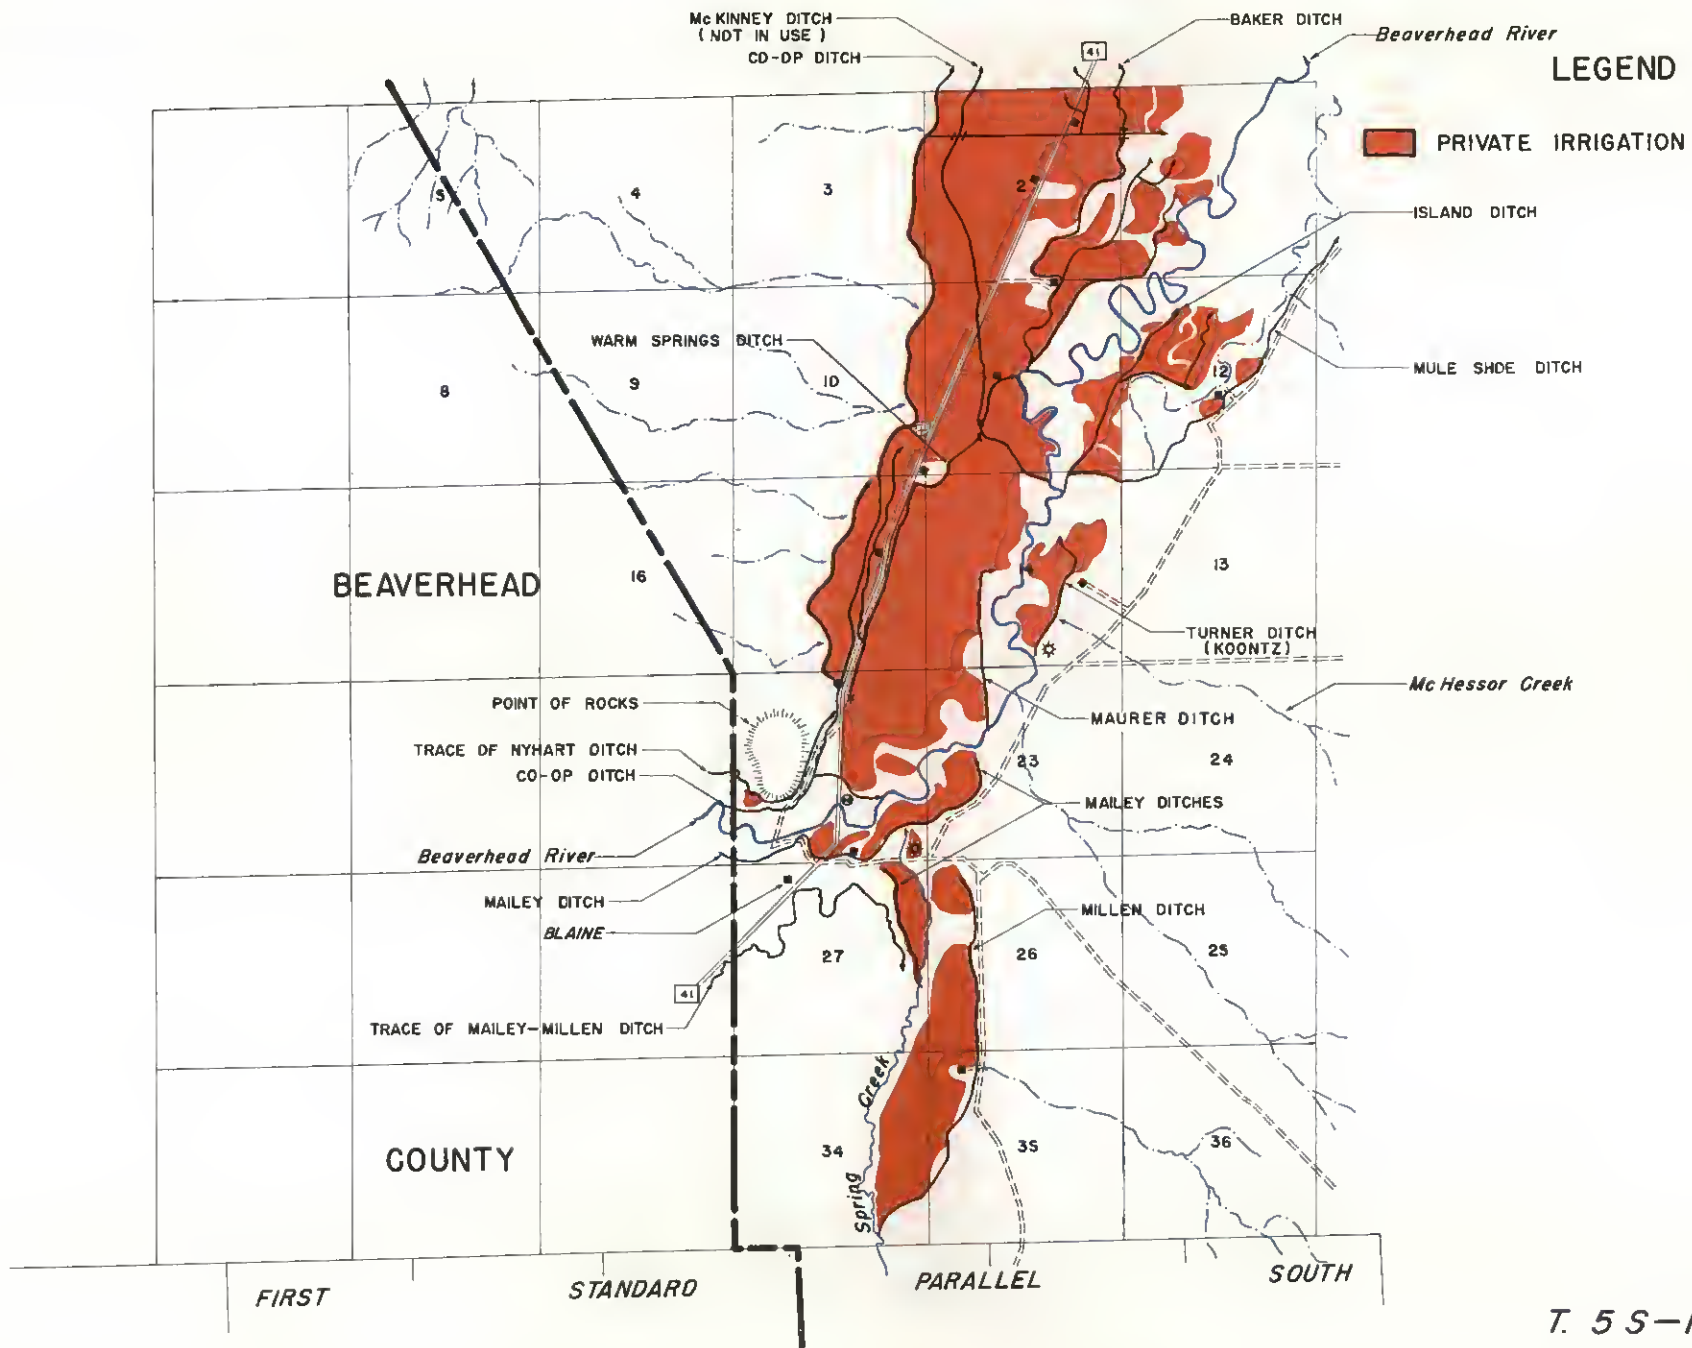 McKINNEY DITCH
( NOT IN USE )
CO-OP DITCH
41
BAKER DITCH
Beaverhead River
LEGEND
PRIVATE IRRIGATION
5
4
3
2
1
ISLAND DITCH
WARM SPRINGS DITCH
8
9
10
12
MULE SHOE DITCH
BEAVERHEAD
16
13
TURNER DITCH
(KOONTZ)
McHessor Creek
POINT OF ROCKS
MAURER DITCH
TRACE OF NYHART DITCH
CO-OP DITCH
23
24
MAILEY DITCHES
Beaverhead River
MAILEY DITCH
BLAINE
MILLEN DITCH
27
26
25
41
TRACE OF MAILEY-MILLEN DITCH
Spring Creek
COUNTY
34
35
36
FIRST STANDARD PARALLEL SOUTH
T. 5 S-